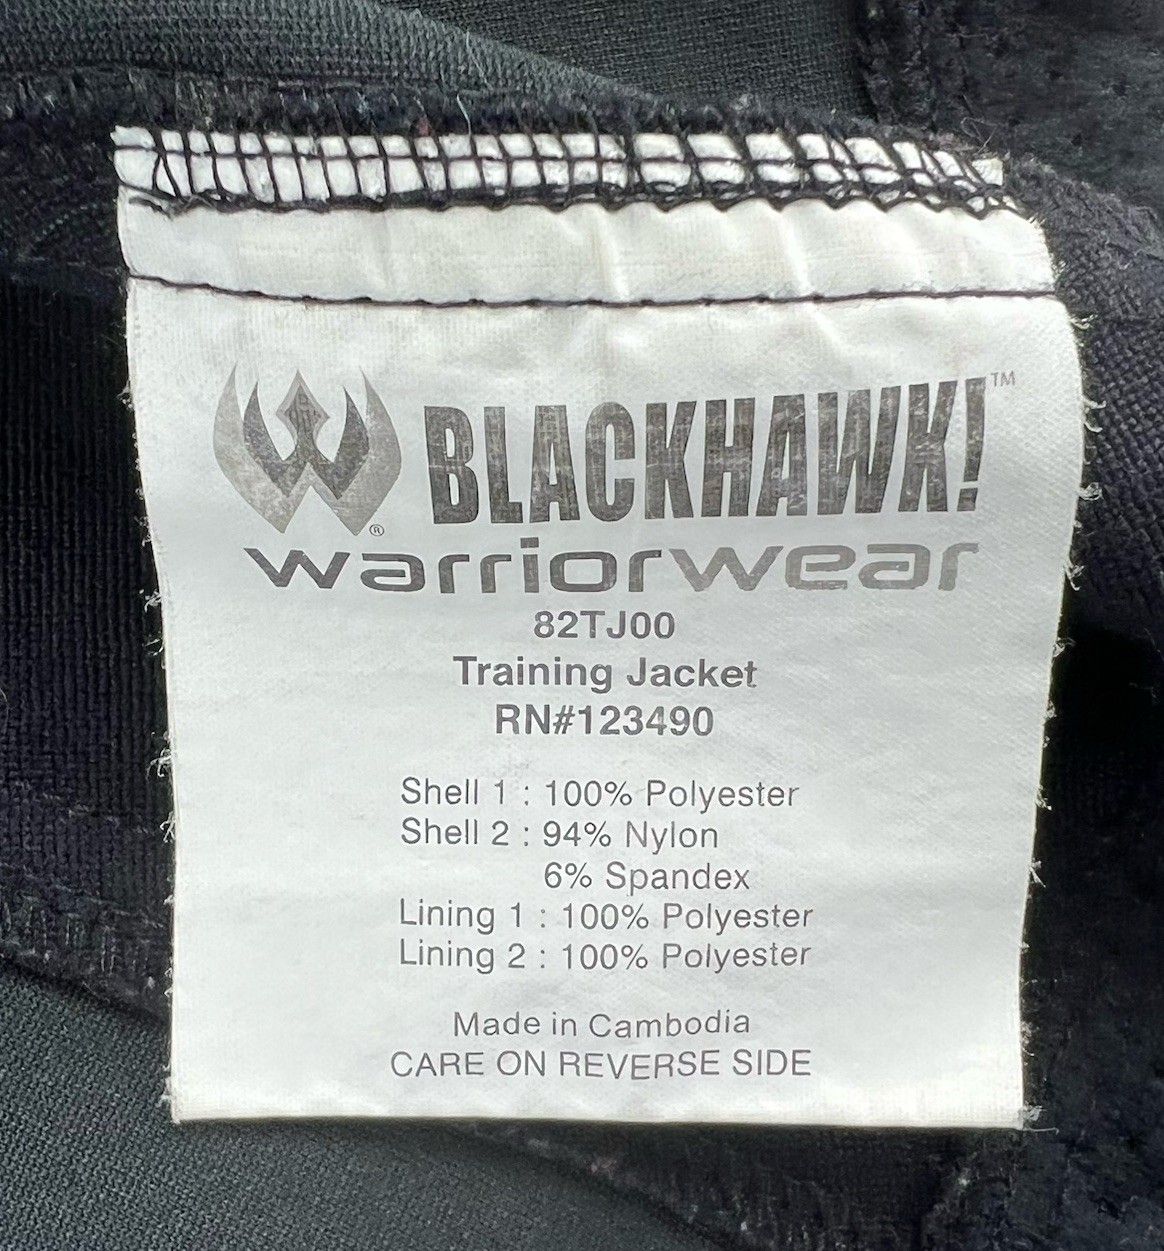 BLACKHAWK!™
®
warriorwear
82TJ00
Training Jacket
RN#123490
Shell 1 : 100% Polyester
Shell 2 : 94% Nylon
6% Spandex
Lining 1 : 100% Polyester
Lining 2 : 100% Polyester
Made in Cambodia
CARE ON REVERSE SIDE